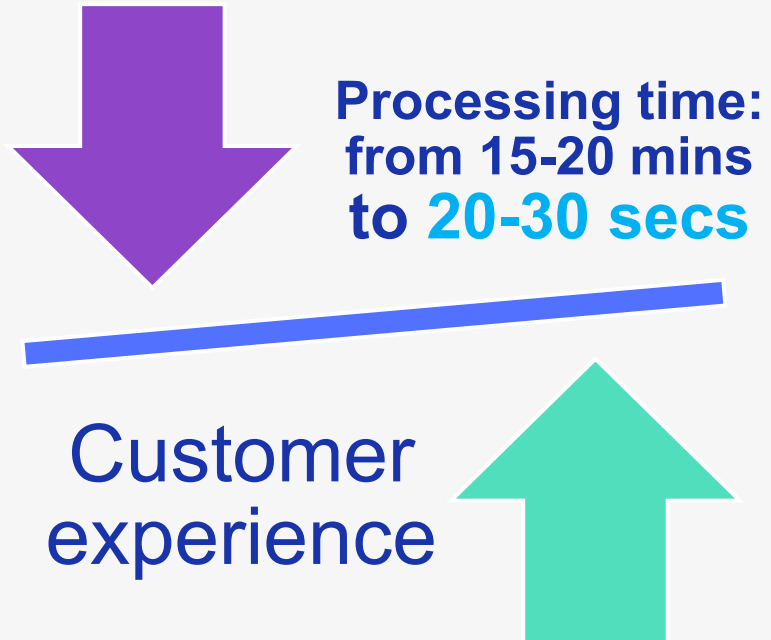 Processing time:
from 15-20 mins
to 20-30 secs
Customer
experience